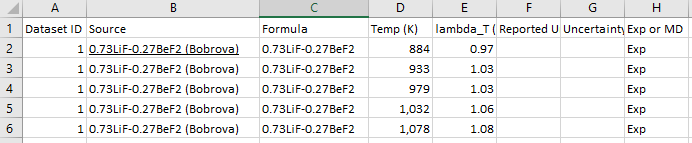 A B C D E F G H
1 Dataset ID Source Formula Temp (K) lambda_T ( Reported U Uncertainty Exp or MD
2 1 0.73LiF-0.27BeF2 (Bobrova) 0.73LiF-0.27BeF2 884 0.97 Exp
3 1 0.73LiF-0.27BeF2 (Bobrova) 0.73LiF-0.27BeF2 933 1.03 Exp
4 1 0.73LiF-0.27BeF2 (Bobrova) 0.73LiF-0.27BeF2 979 1.03 Exp
5 1 0.73LiF-0.27BeF2 (Bobrova) 0.73LiF-0.27BeF2 1,032 1.06 Exp
6 1 0.73LiF-0.27BeF2 (Bobrova) 0.73LiF-0.27BeF2 1,078 1.08 Exp